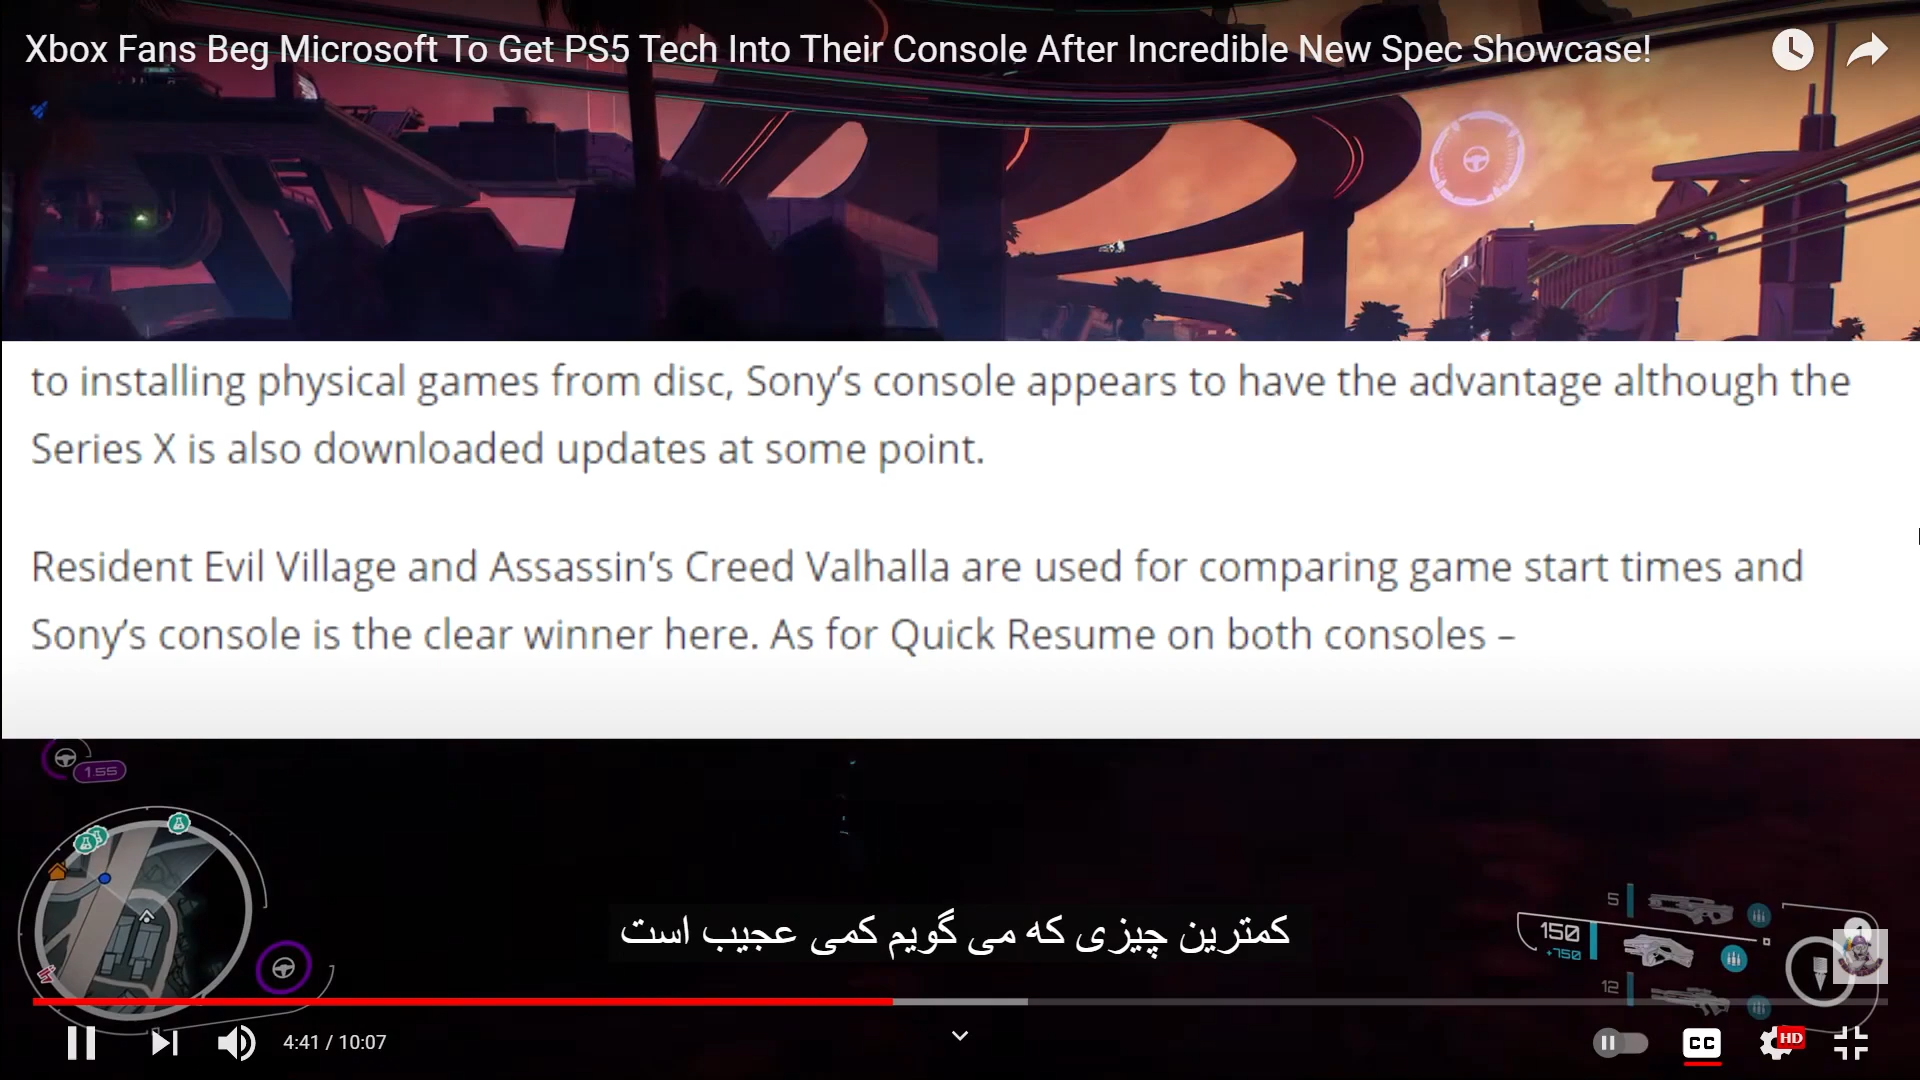 Xbox Fans Beg Microsoft To Get PS5 Tech Into Their Console After Incredible New Spec Showcase!
to installing physical games from disc, Sony’s console appears to have the advantage although the
Series X is also downloaded updates at some point.
Resident Evil Village and Assassin’s Creed Valhalla are used for comparing game start times and
Sony’s console is the clear winner here. As for Quick Resume on both consoles –
1.55
5
150
+750
12
کمترین چیزی که می گویم کمی عجیب است
4:41 / 10:07
CC
HD